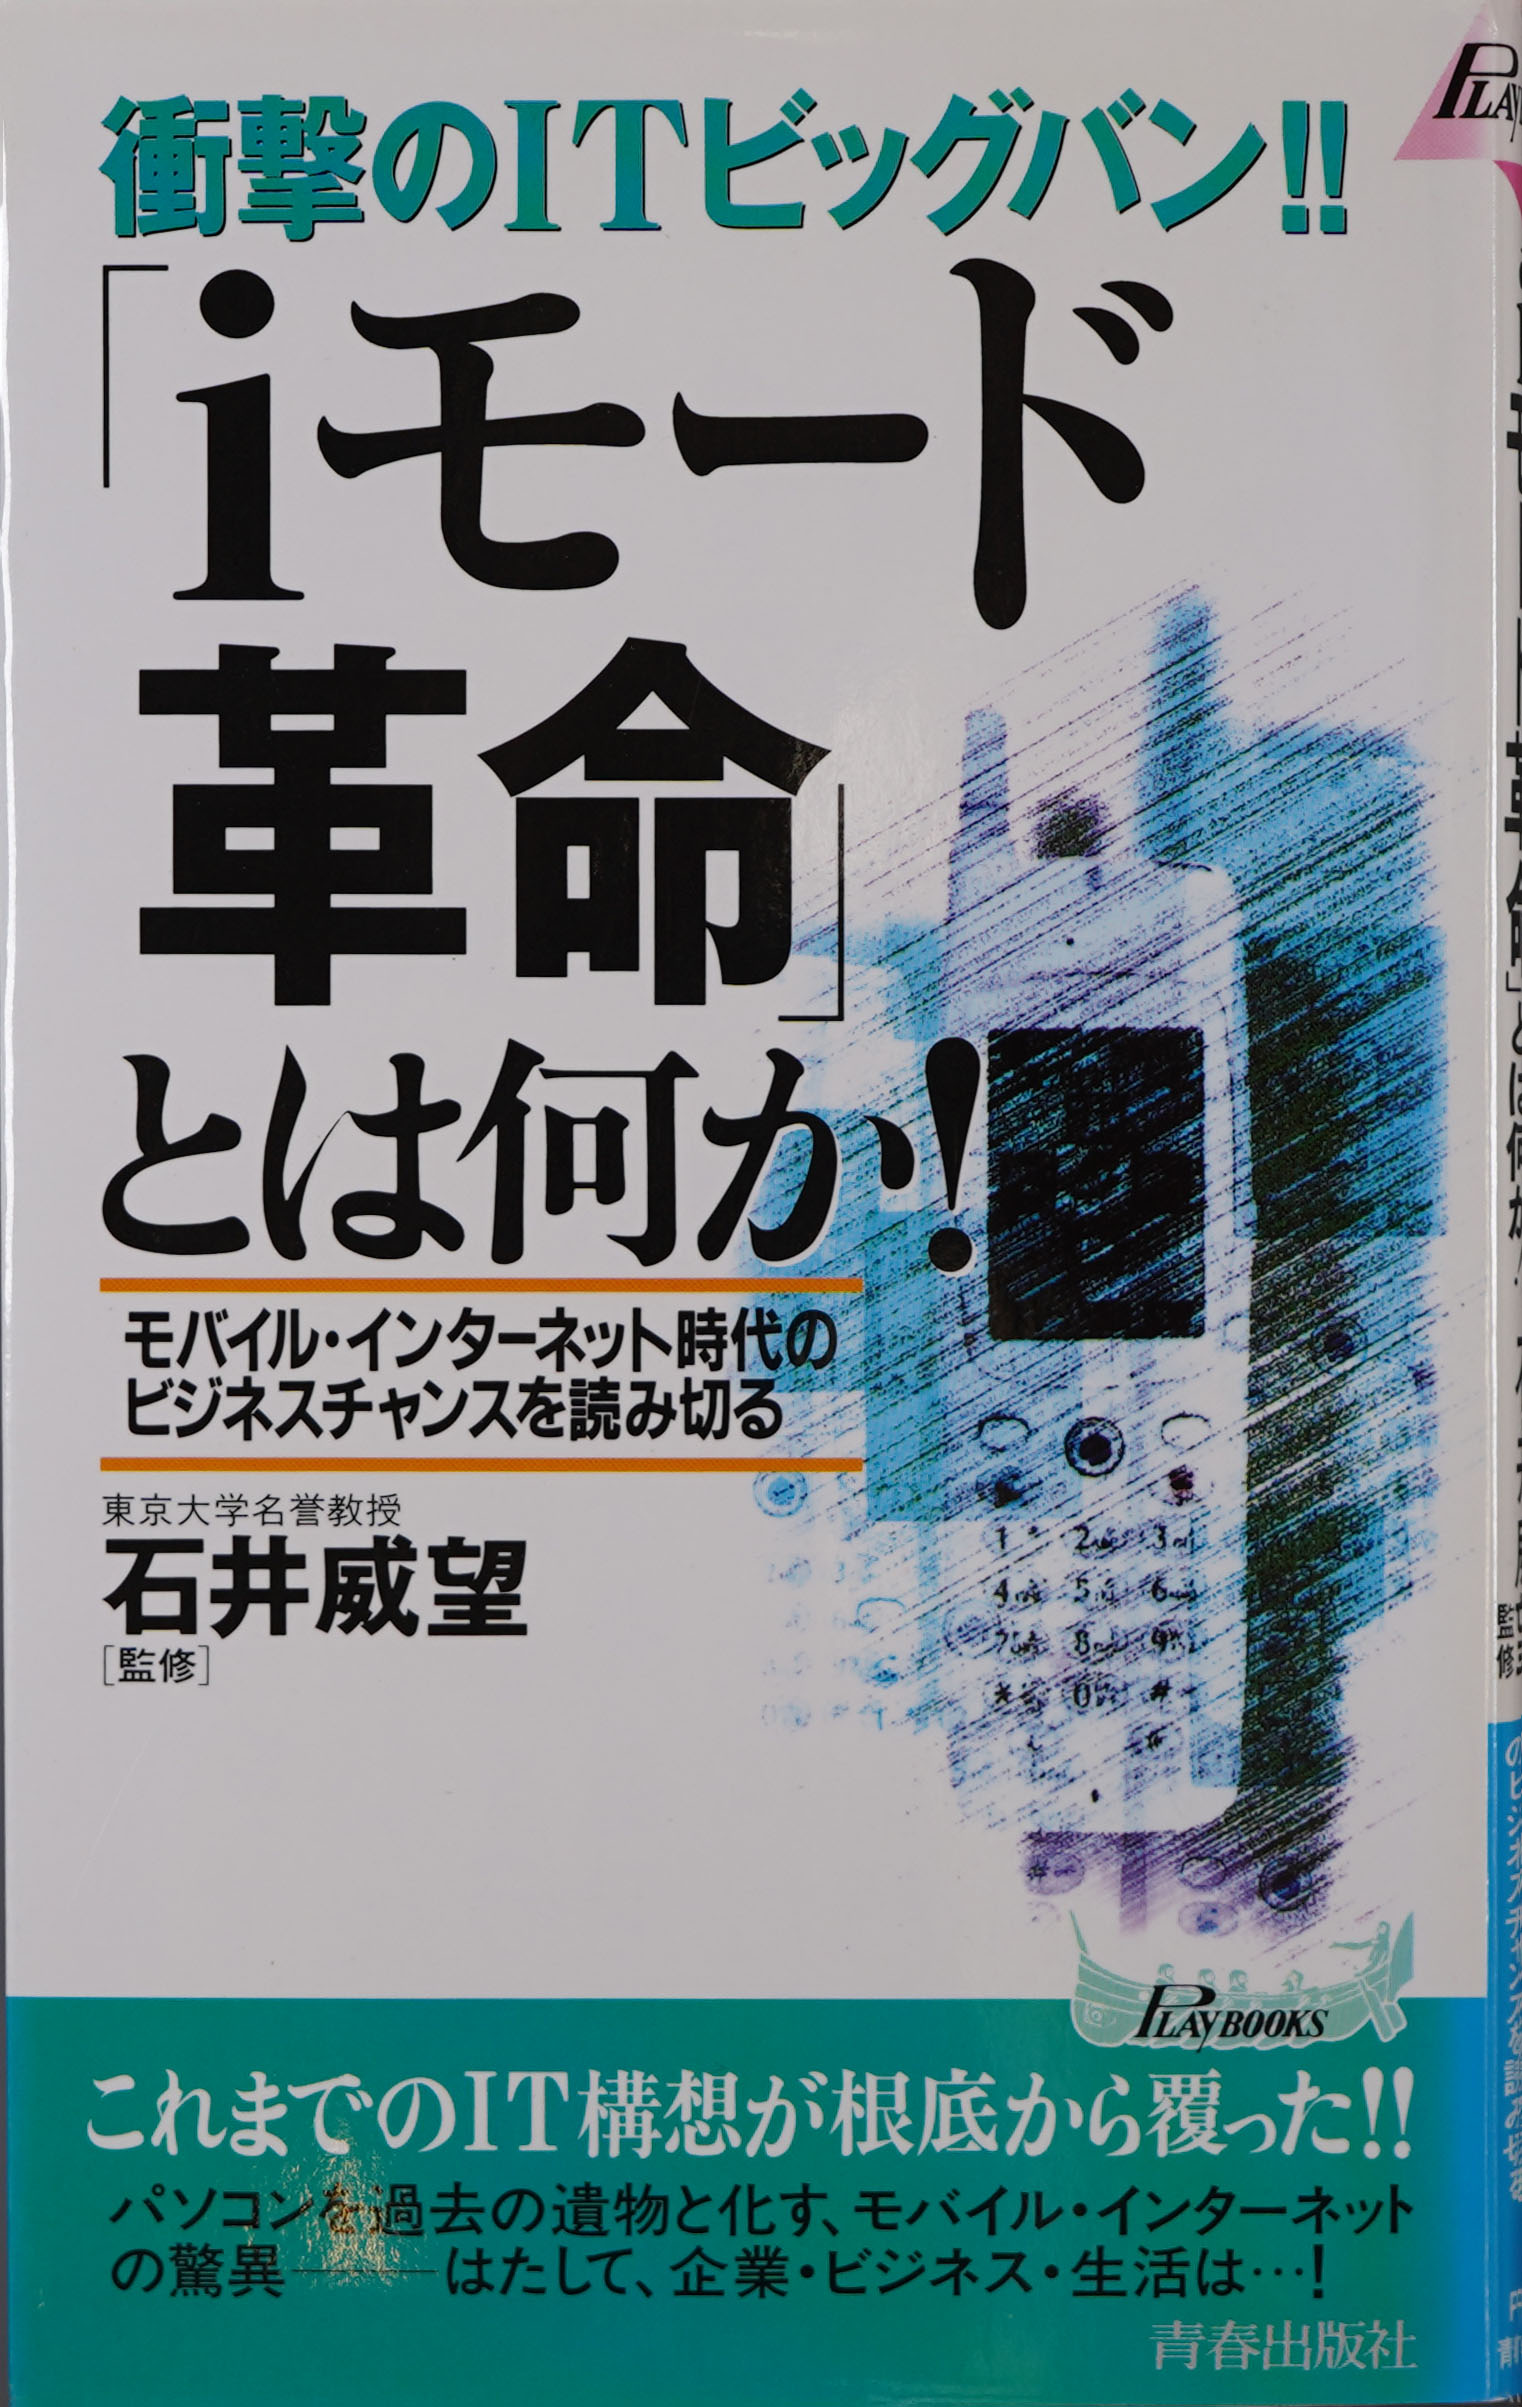 衝撃のITビッグバン!!
「iモード
革命」
とは何か!
モバイル・インターネット時代の
ビジネスチャンスを読み切る
東京大学名誉教授
石井威望
[監修]
PLAYBOOKS
これまでのIT構想が根底から覆った!!
パソコンを過去の遺物と化す、モバイル・インターネット
の驚異——はたして、企業・ビジネス・生活は…!
青春出版社